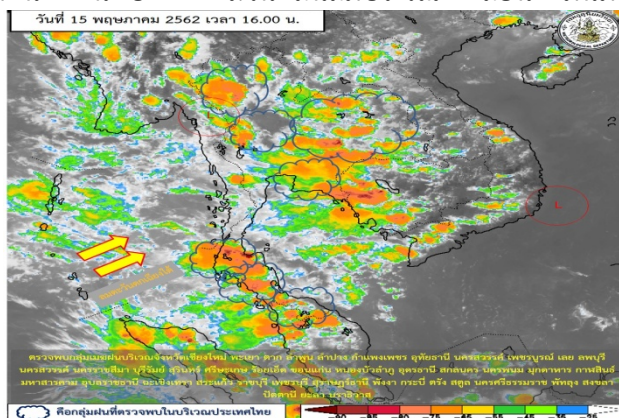 วันที่ 15 พฤษภาคม 2562 เวลา 16.00 น.
L
ตรวจพบกลุ่มเมฆฝนบริเวณจังหวัดเชียงใหม่ พะเยา ตาก ลำพูน ลำปาง กำแพงเพชร อุทัยธานี นครสวรรค์ เพชรบูรณ์ เลย ลพบุรี
นครสวรรค์ นครราชสีมา บุรีรัมย์ สุรินทร์ ศรีษะเกษ ร้อยเอ็ด ขอนแก่น หนองบัวลำภู อุดรธานี สกลนคร นครพนม มุกดาหาร กาฬสินธ์
มหาสารคาม อุบลราชธานี ฉะเชิงเทรา สระแก้ว ราชบุรี เพชรบุรี สุราษฎร์ธานี พังงา กระบี่ ตรัง สตูล นครศรีธรรมราช พัทลุง สงขลา
ปัตตานี ยะลา นราธิวาส
คือกลุ่มฝนที่ตรวจพบในบริเวณประเทศไทย